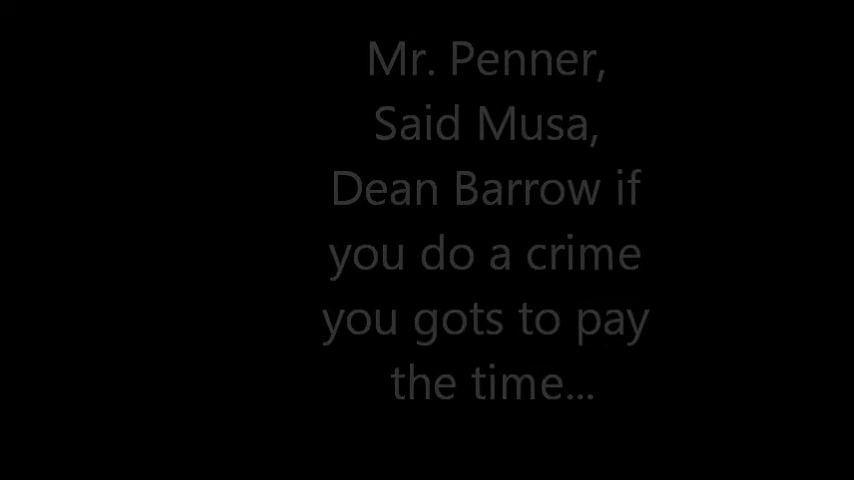 Mr. Penner,
Said Musa,
Dean Barrow if
you do a crime
you gots to pay
the time...